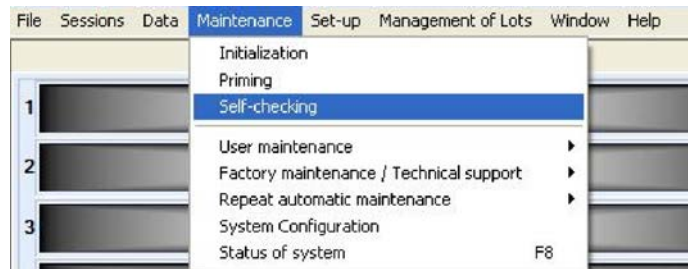 File Sessions Data Maintenance Set-up Management of Lots Window Help
Initialization
Priming
1
Self-checking
User maintenance
2
Factory maintenance / Technical support
Repeat automatic maintenance
3
System Configuration
Status of system F8